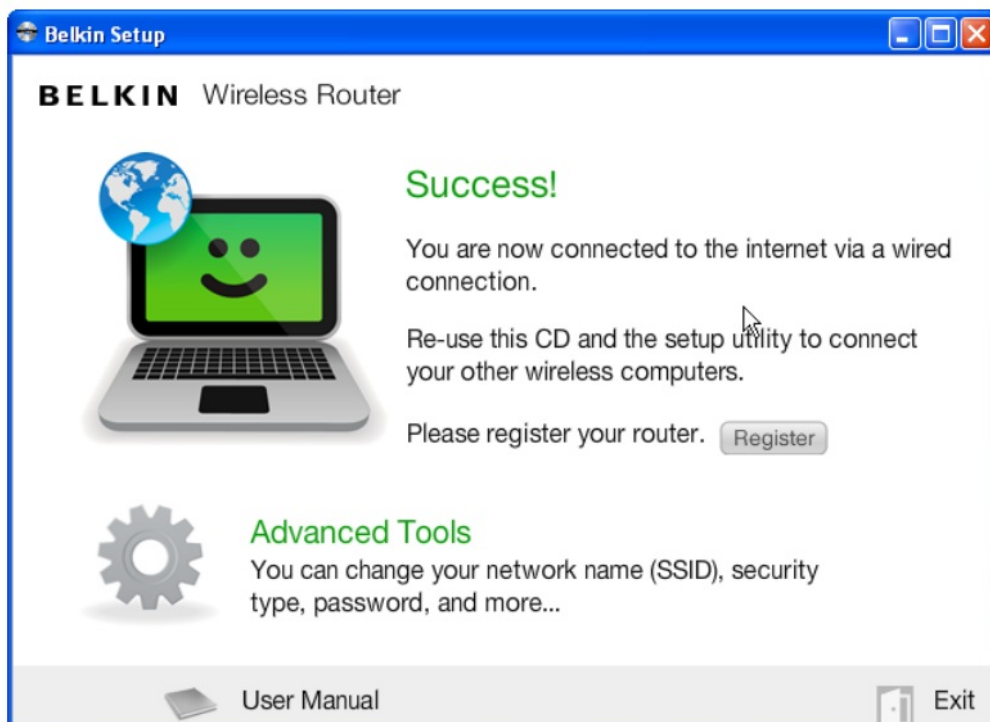 Belkin Setup
BELKIN Wireless Router
Success!
You are now connected to the internet via a wired
connection.
Re-use this CD and the setup utility to connect
your other wireless computers.
Please register your router. Register
Advanced Tools
You can change your network name (SSID), security
type, password, and more...
User Manual Exit